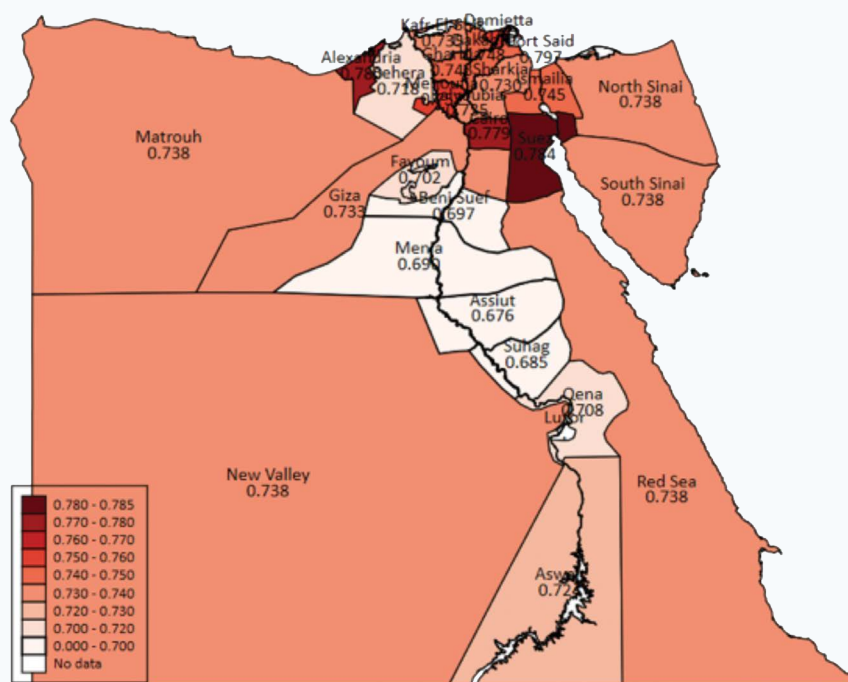 Damietta
Port Said
0.797
Alexandria
Behera
0.718
Sharkia
0.730
Ismailia
0.745
North Sinai
0.738
Matrouh
0.738
Cairo
0.779
Suez
0.784
Fayoum
0.702
South Sinai
0.738
Giza
0.733
Beni Suef
0.697
Menia
0.690
Assiut
0.676
Suhag
0.685
Qena
0.708
Luxor
New Valley
0.738
Red Sea
0.738
0.780 - 0.785
0.770 - 0.780
0.760 - 0.770
0.750 - 0.760
0.740 - 0.750
0.730 - 0.740
0.720 - 0.730
0.700 - 0.720
0.000 - 0.700
No data